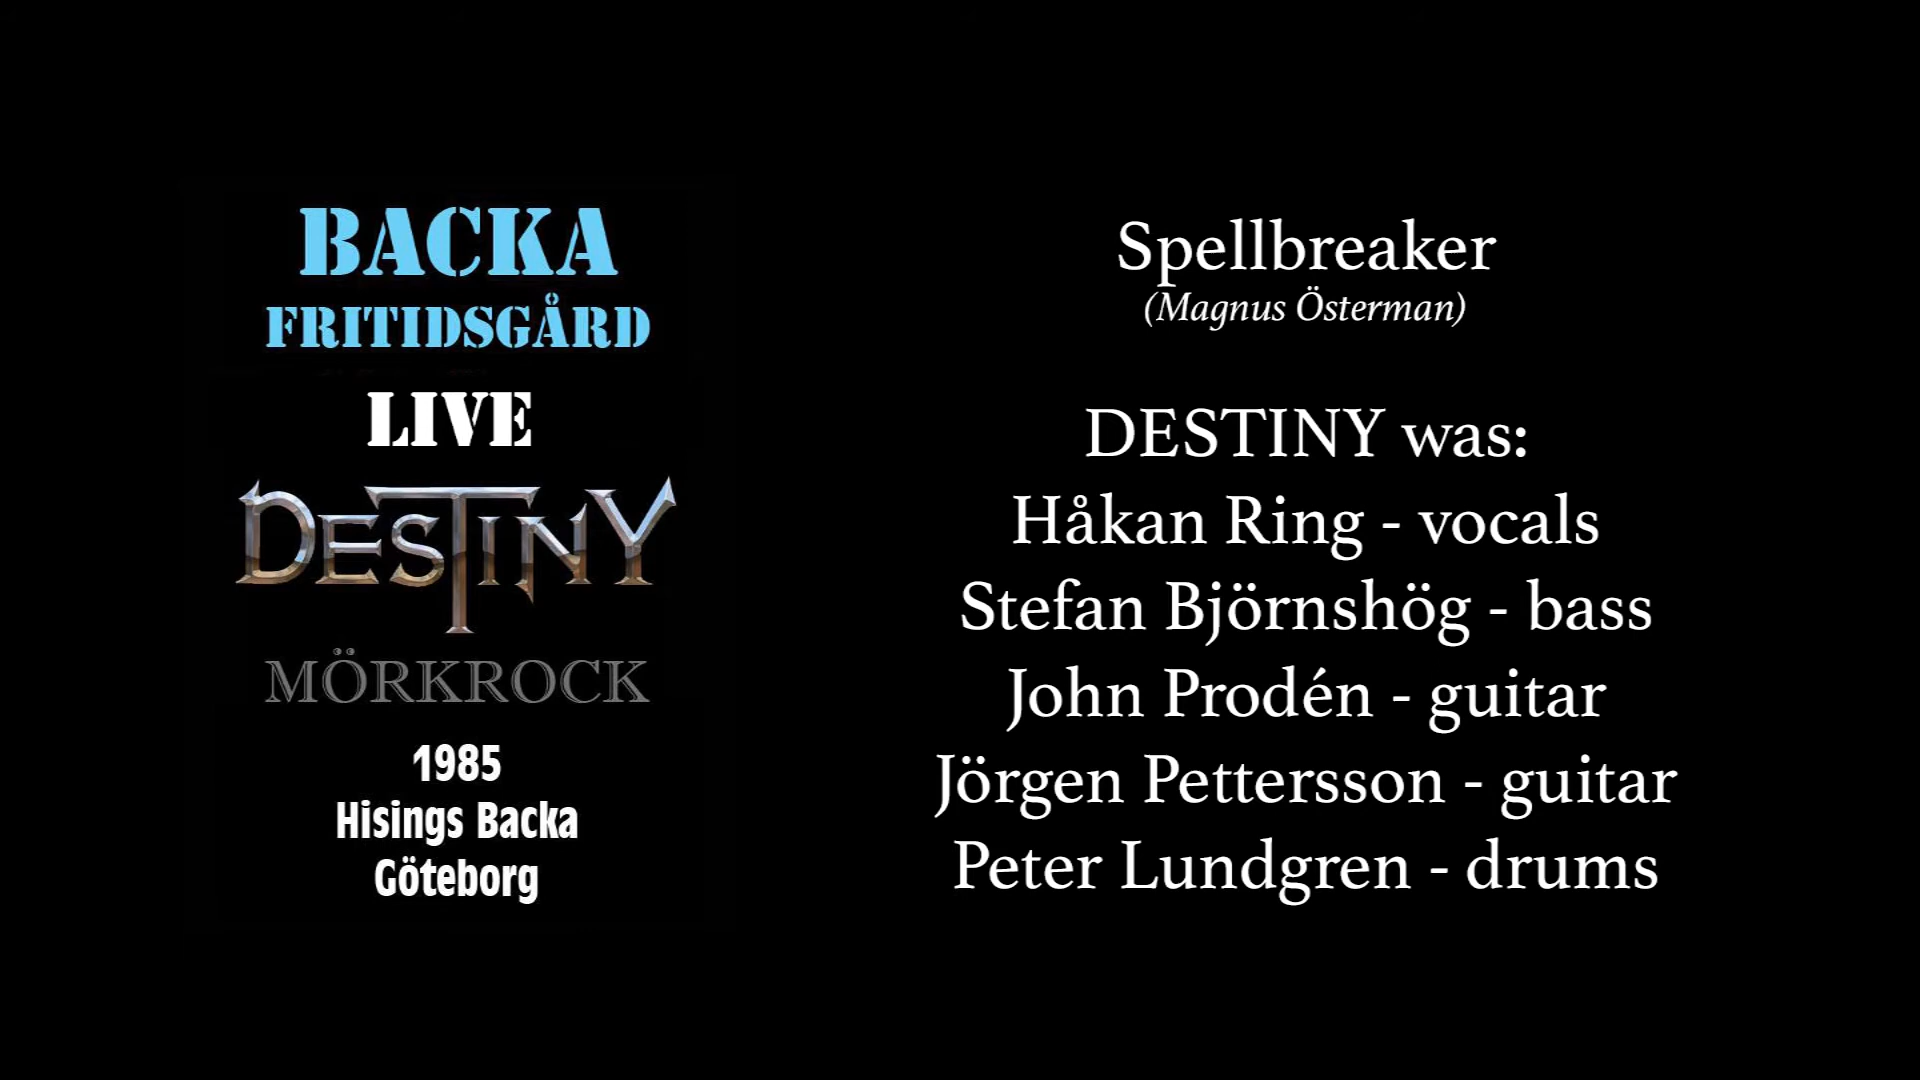 BACKA
FRITIDSGÅRD
LIVE
DESTINY
MÖRKROCK
1985
Hisings Backa
Göteborg
Spellbreaker
(Magnus Österman)
DESTINY was:
Håkan Ring - vocals
Stefan Björnshög - bass
John Prodén - guitar
Jörgen Pettersson - guitar
Peter Lundgren - drums